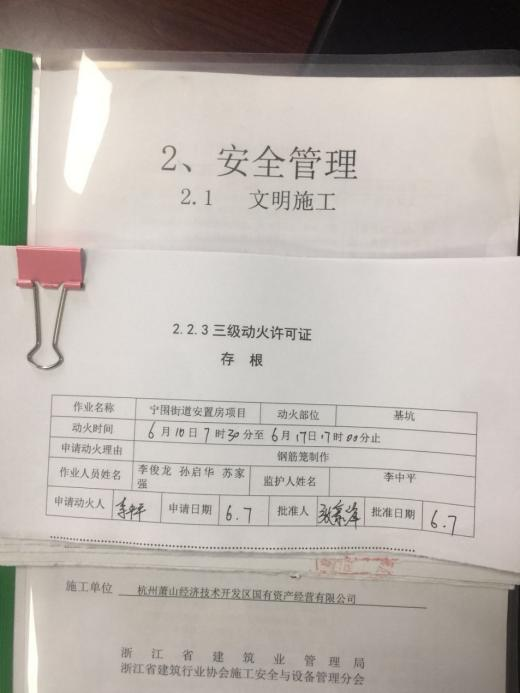 2、安全管理
2.1 文明施工
2.2.3三级动火许可证
存 根
作业名称 宁围街道安置房项目 动火部位 基坑
动火时间 6月10日7时30分至6月17日17时00分止
申请动火理由 钢筋笼制作
作业人员姓名 李俊龙 孙启华 苏家强 监护人姓名 李中平
申请动火人 李中平 申请日期 6.7 批准人 批准日期 6.7
施工单位 杭州萧山经济技术开发区国有资产经营有限公司
浙江省建筑业管理局
浙江省建筑行业协会施工安全与设备管理分会